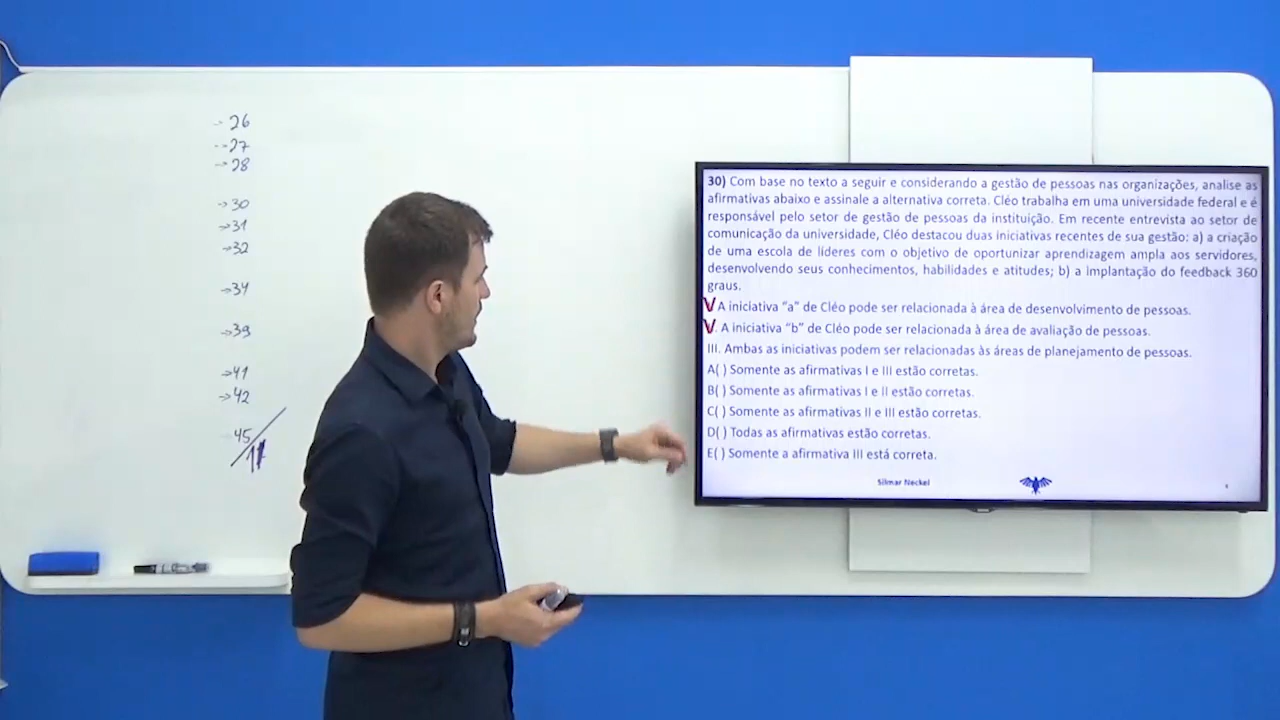 →26
→27
→28
→30
→31
→32
→34
→39
→41
→42
45
11
30) Com base no texto a seguir e considerando a gestão de pessoas nas organizações, analise as
afirmativas abaixo e assinale a alternativa correta. Cléo trabalha em uma universidade federal e é
responsável pelo setor de gestão de pessoas da instituição. Em recente entrevista ao setor de
comunicação da universidade, Cléo destacou duas iniciativas recentes de sua gestão: a) a criação
de uma escola de líderes com o objetivo de oportunizar aprendizagem ampla aos servidores,
desenvolvendo seus conhecimentos, habilidades e atitudes; b) a implantação do feedback 360
graus.
V A iniciativa “a” de Cléo pode ser relacionada à área de desenvolvimento de pessoas.
V. A iniciativa “b” de Cléo pode ser relacionada à área de avaliação de pessoas.
III. Ambas as iniciativas podem ser relacionadas às áreas de planejamento de pessoas.
A( ) Somente as afirmativas I e III estão corretas.
B( ) Somente as afirmativas I e II estão corretas.
C( ) Somente as afirmativas II e III estão corretas.
D( ) Todas as afirmativas estão corretas.
E( ) Somente a afirmativa III está correta.
Silmar Neckel